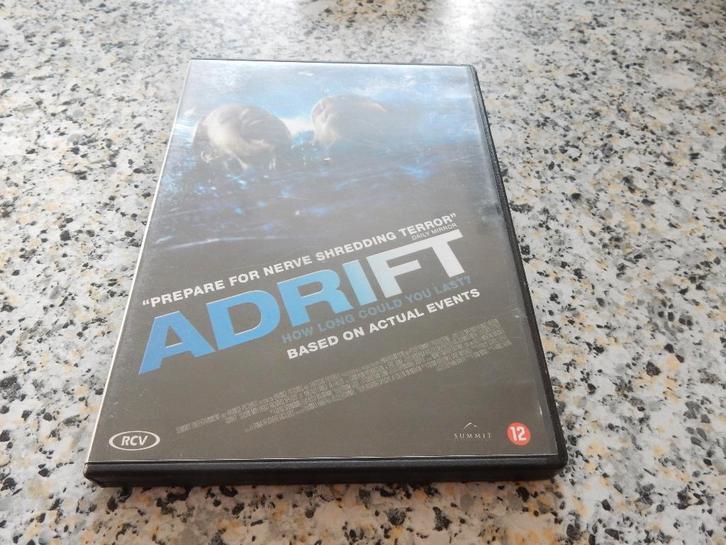 "PREPARE FOR NERVE SHREDDING TERROR"
DAILY MIRROR
ADRIFT
HOW LONG COULD YOU LAST?
BASED ON ACTUAL EVENTS
RCV
SUMMIT
12